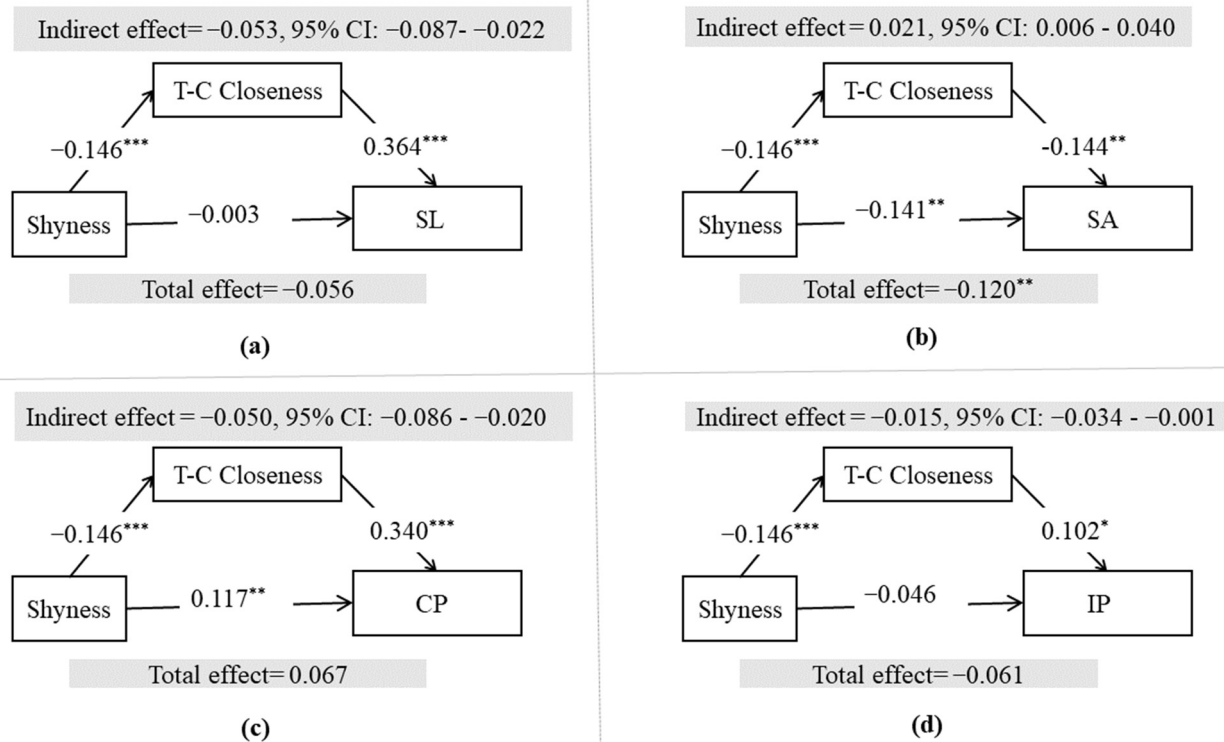 Indirect effect= −0.053, 95% CI: −0.087- −0.022
T-C Closeness
−0.146***
0.364***
Shyness
−0.003
SL
Total effect= −0.056
(a)
Indirect effect = 0.021, 95% CI: 0.006 - 0.040
T-C Closeness
−0.146***
-0.144**
Shyness
−0.141**
SA
Total effect= −0.120**
(b)
Indirect effect = −0.050, 95% CI: −0.086 - −0.020
T-C Closeness
−0.146***
0.340***
Shyness
0.117**
CP
Total effect= 0.067
(c)
Indirect effect = −0.015, 95% CI: −0.034 - −0.001
T-C Closeness
−0.146***
0.102*
Shyness
−0.046
IP
Total effect= −0.061
(d)